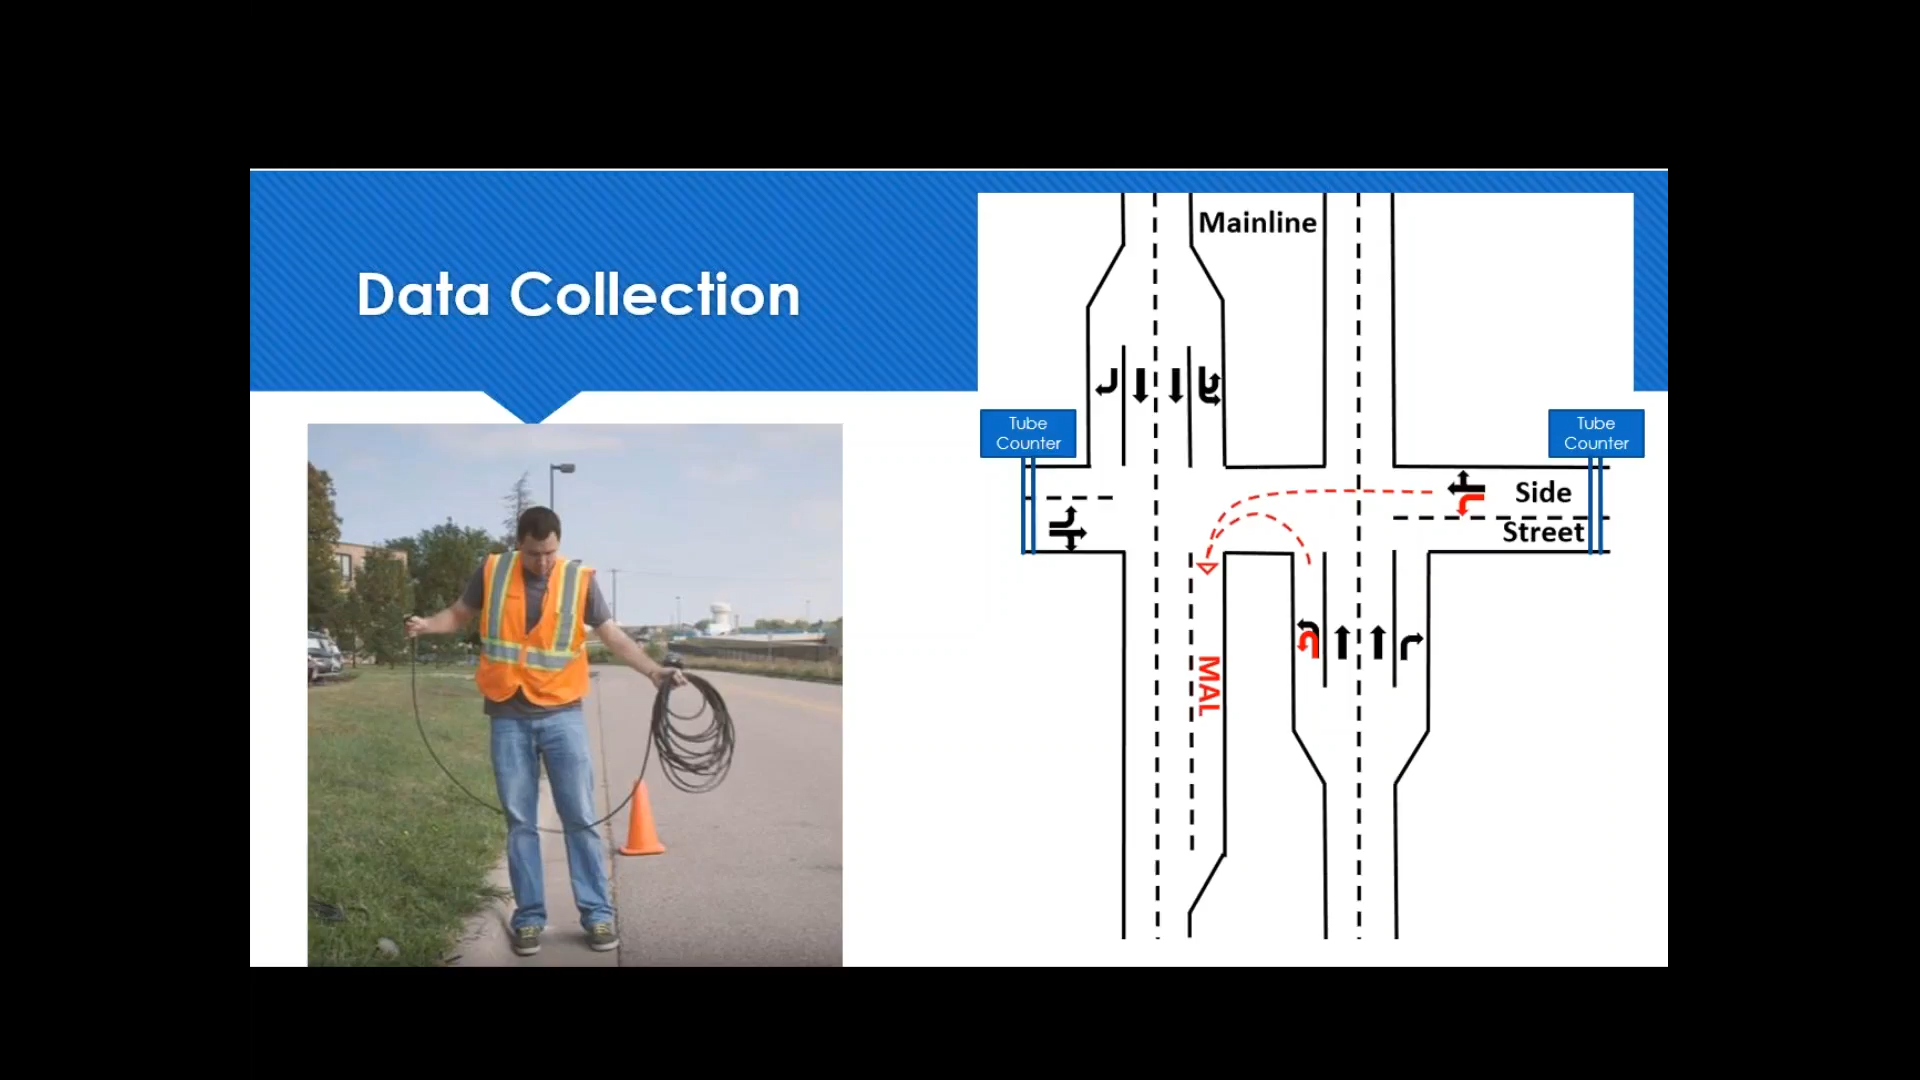 Data Collection
Mainline
Tube
Counter
Tube
Counter
Side
Street
MAL